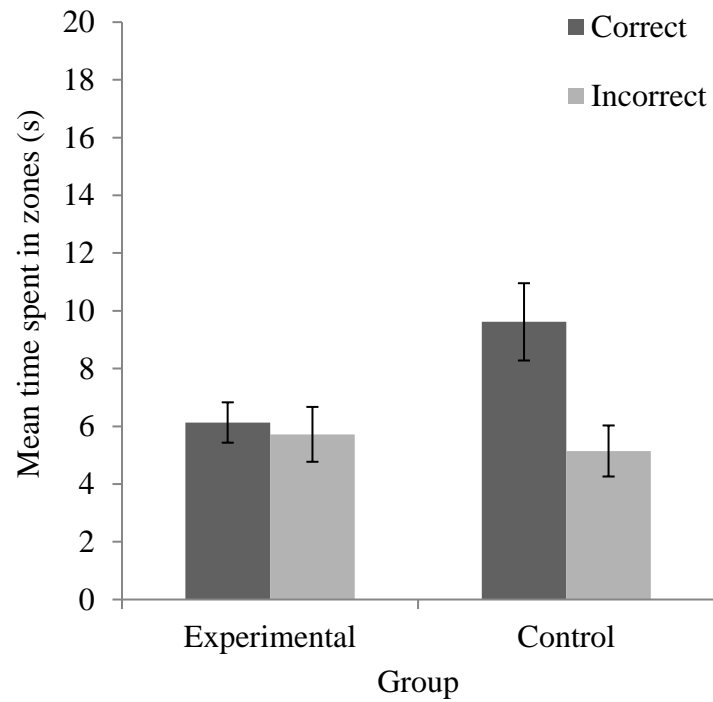 Correct
Incorrect
20
18
16
14
12
10
8
6
4
2
0
Mean time spent in zones (s)
Experimental
Control
Group